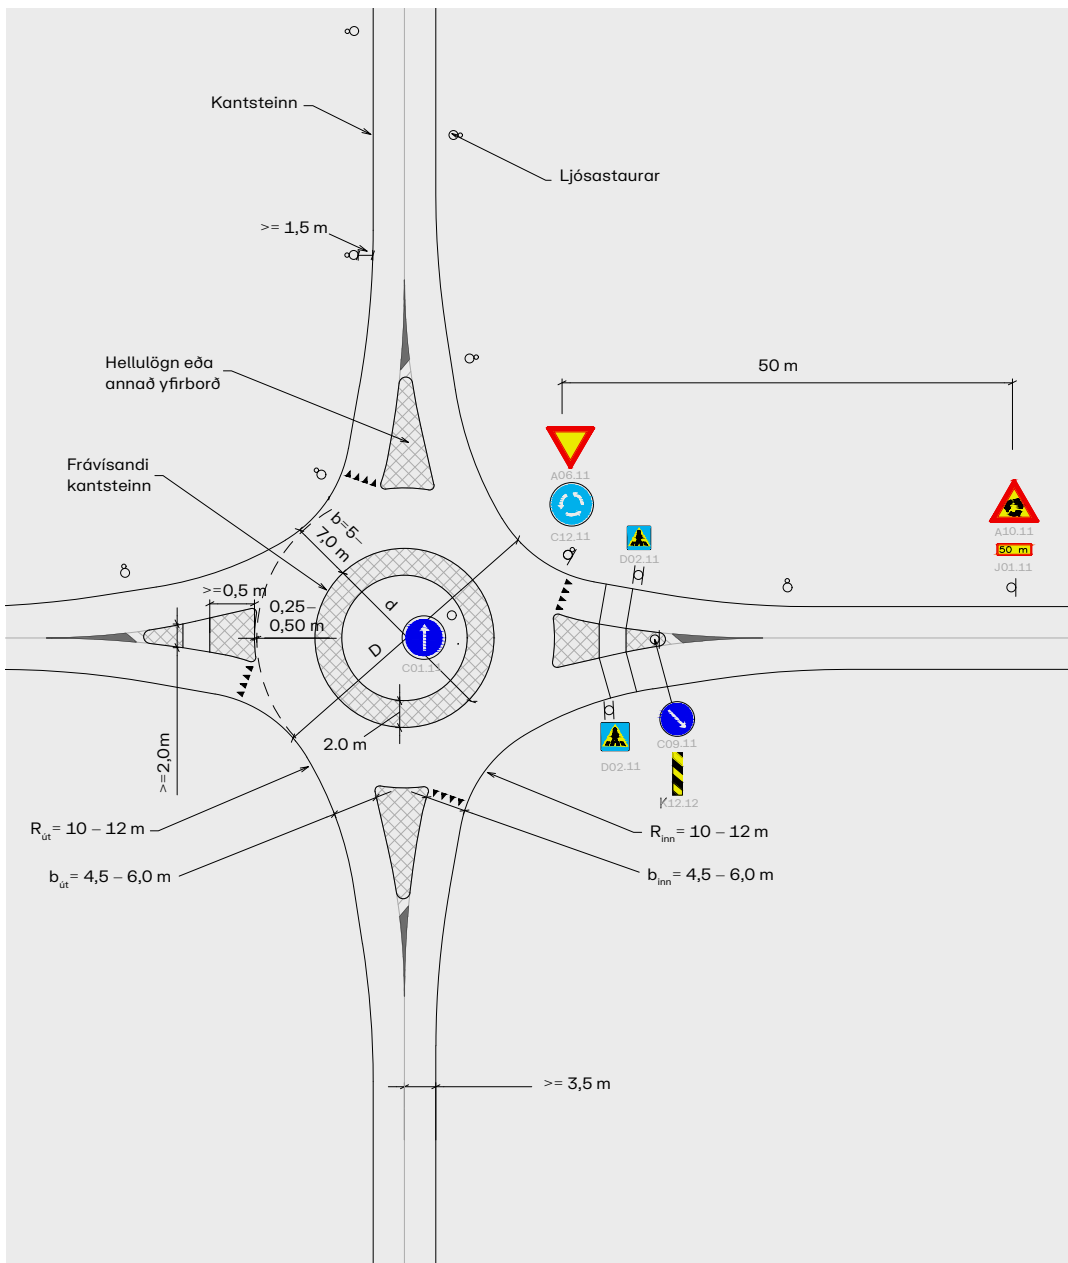 Kantsteinn
Ljósastaurar
>= 1,5 m
Hellulögn eða
annað yfirborð
50 m
Frávísandi
kantsteinn
A06.11
C12.11
D02.11
A10.11
50 m
J01.11
b=5–
7,0 m
>=0,5 m
0,25–
0,50 m
d
D
C01.11
2.0 m
>=2,0m
D02.11
C09.11
K12.12
Rút= 10 – 12 m
Rinn= 10 – 12 m
bút= 4,5 – 6,0 m
binn= 4,5 – 6,0 m
>= 3,5 m